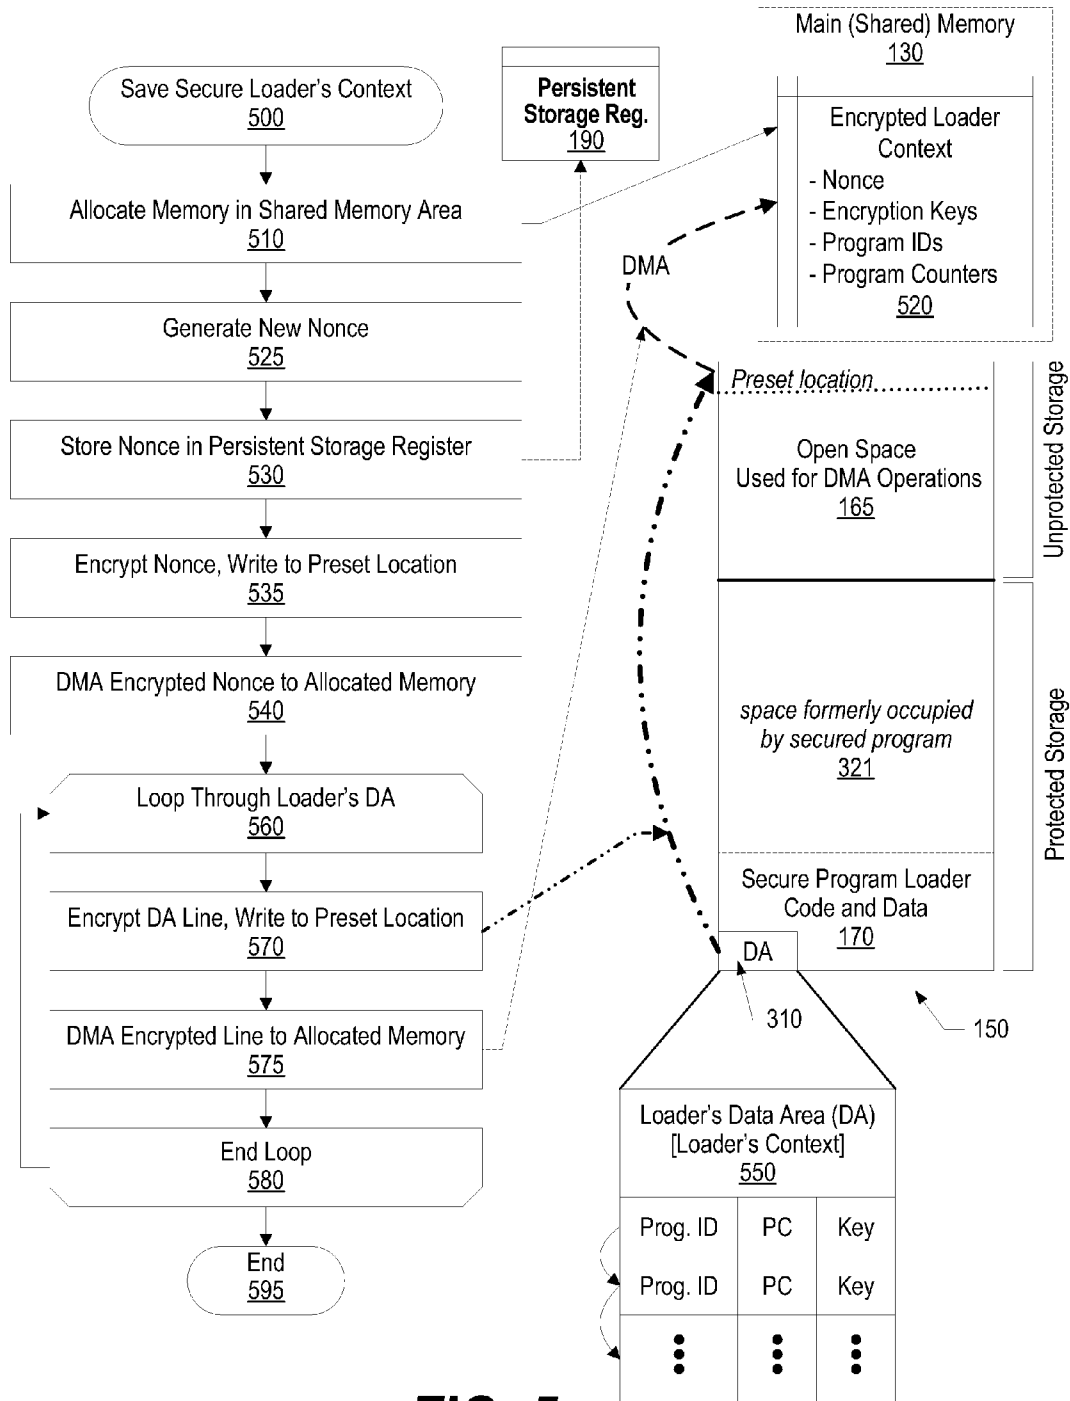 Save Secure Loader's Context
500
Allocate Memory in Shared Memory Area
510
Generate New Nonce
525
Store Nonce in Persistent Storage Register
530
Encrypt Nonce, Write to Preset Location
535
DMA Encrypted Nonce to Allocated Memory
540
Loop Through Loader's DA
560
Encrypt DA Line, Write to Preset Location
570
DMA Encrypted Line to Allocated Memory
575
End Loop
580
End
595
Persistent
Storage Reg.
190
Main (Shared) Memory
130
Encrypted Loader
Context
- Nonce
- Encryption Keys
- Program IDs
- Program Counters
520
DMA
Preset location
Open Space
Used for DMA Operations
165
Unprotected Storage
space formerly occupied
by secured program
321
Protected Storage
Secure Program Loader
Code and Data
170
DA
310
150
Loader's Data Area (DA)
[Loader's Context]
550
Prog. ID PC Key
Prog. ID PC Key